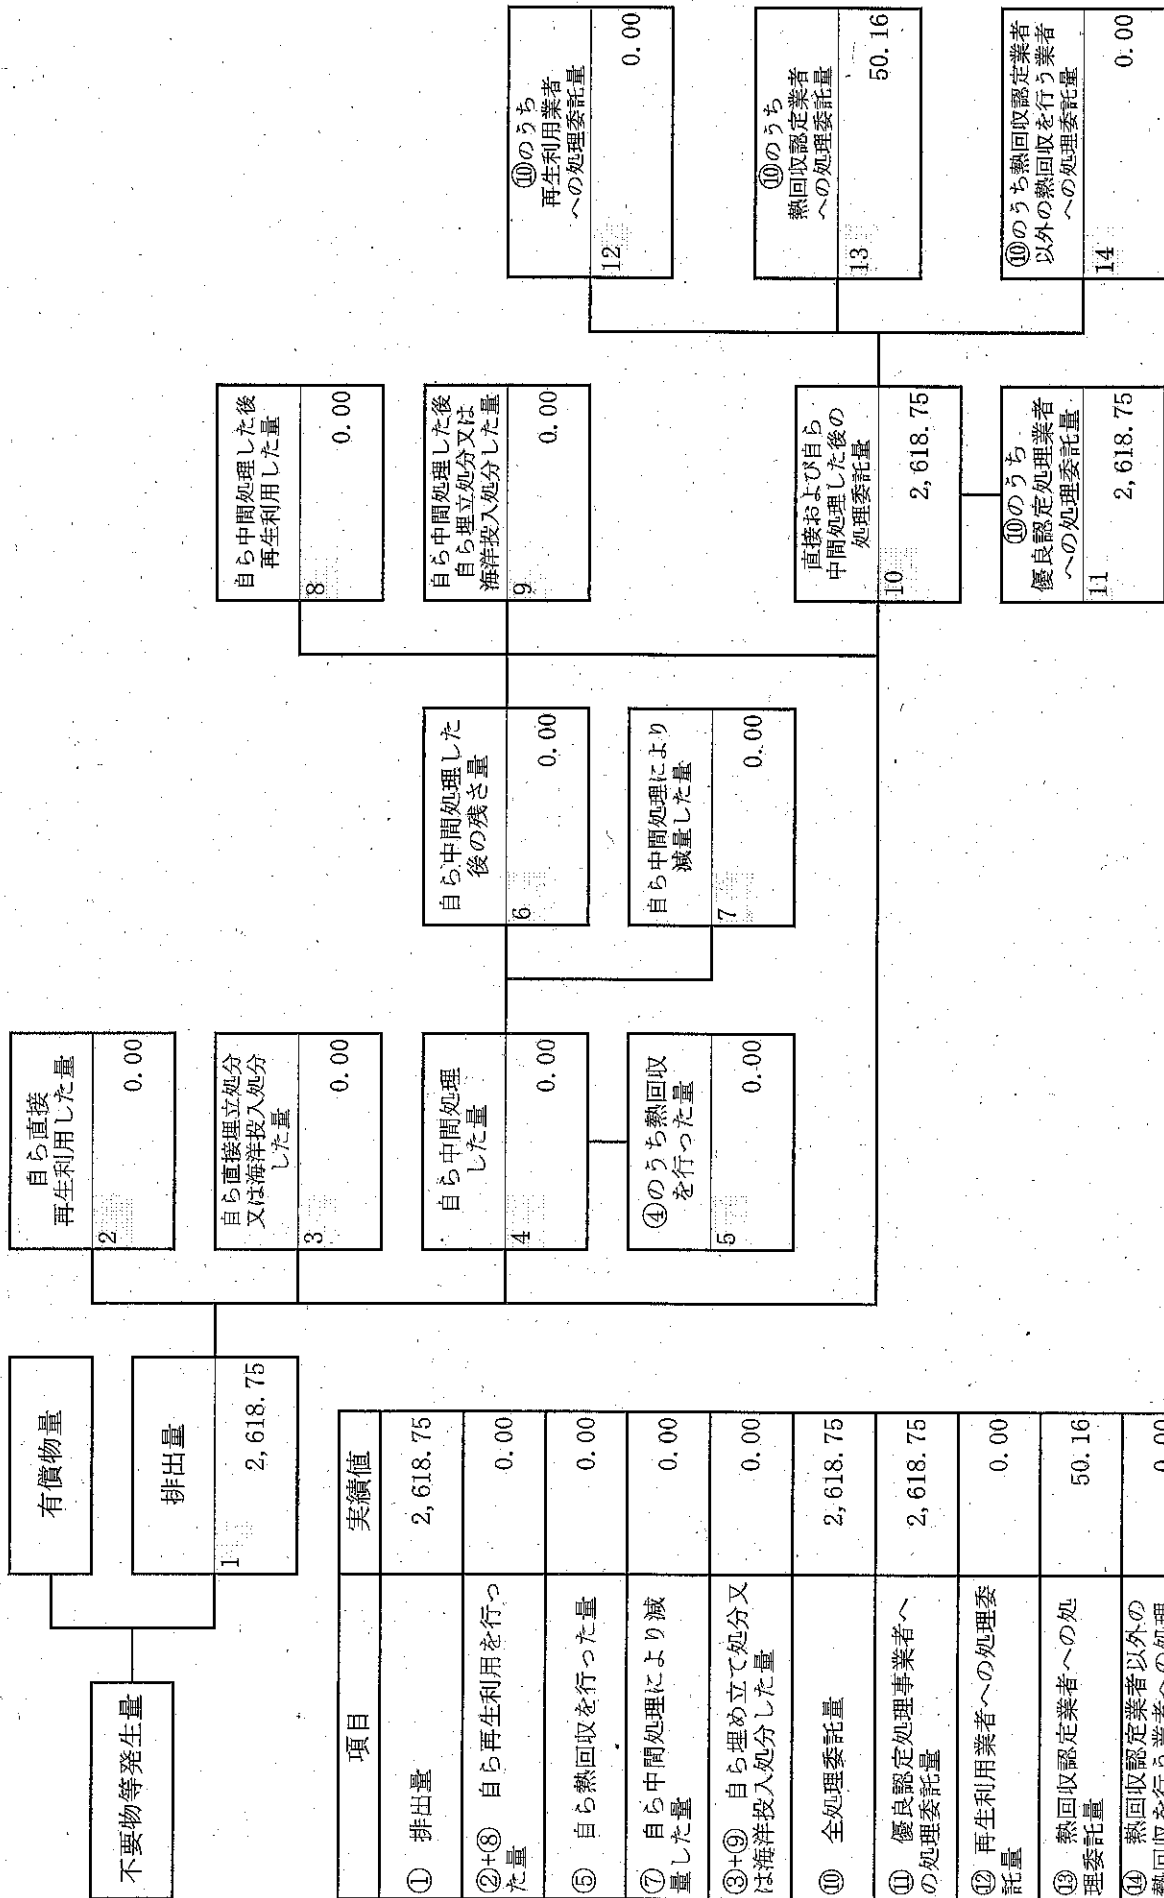 不要物等発生量
有償物量
排出量
1
2,618.75
自ら直接
再生利用した量
2
0.00
自ら直接埋立処分
又は海洋投入処分
した量
3
0.00
自ら中間処理
した量
4
0.00
④のうち熱回収
を行った量
5
0.00
自ら中間処理した
後の残さ量
6
0.00
自ら中間処理により
減量した量
7
0.00
自ら中間処理した後
再生利用した量
8
0.00
自ら中間処理した後
自ら埋立処分又は
海洋投入処分した量
9
0.00
直接および自ら
中間処理した後の
処理委託量
10
2,618.75
⑩のうち
優良認定処理業者
への処理委託量
11
2,618.75
⑩のうち
再生利用業者
への処理委託量
12
0.00
⑩のうち
熱回収認定業者
への処理委託量
13
50.16
⑩のうち熱回収認定業者
以外の熱回収を行う業者
への処理委託量
14
0.00
項目 実績値
① 排出量 2,618.75
②+⑧ 自ら再生利用を行っ
た量 0.00
⑤ 自ら熱回収を行った量 0.00
⑦ 自ら中間処理により減
量した量 0.00
③+⑨ 自ら埋め立て処分又
は海洋投入処分した量 0.00
⑩ 全処理委託量 2,618.75
⑪ 優良認定処理事業者へ
の処理委託量 2,618.75
⑫ 再生利用業者への処理委
託量 0.00
⑬ 熱回収認定業者への処
理委託量 50.16
⑭ 熱回収認定業者以外の
熱回収を行う業者への処理 0.00